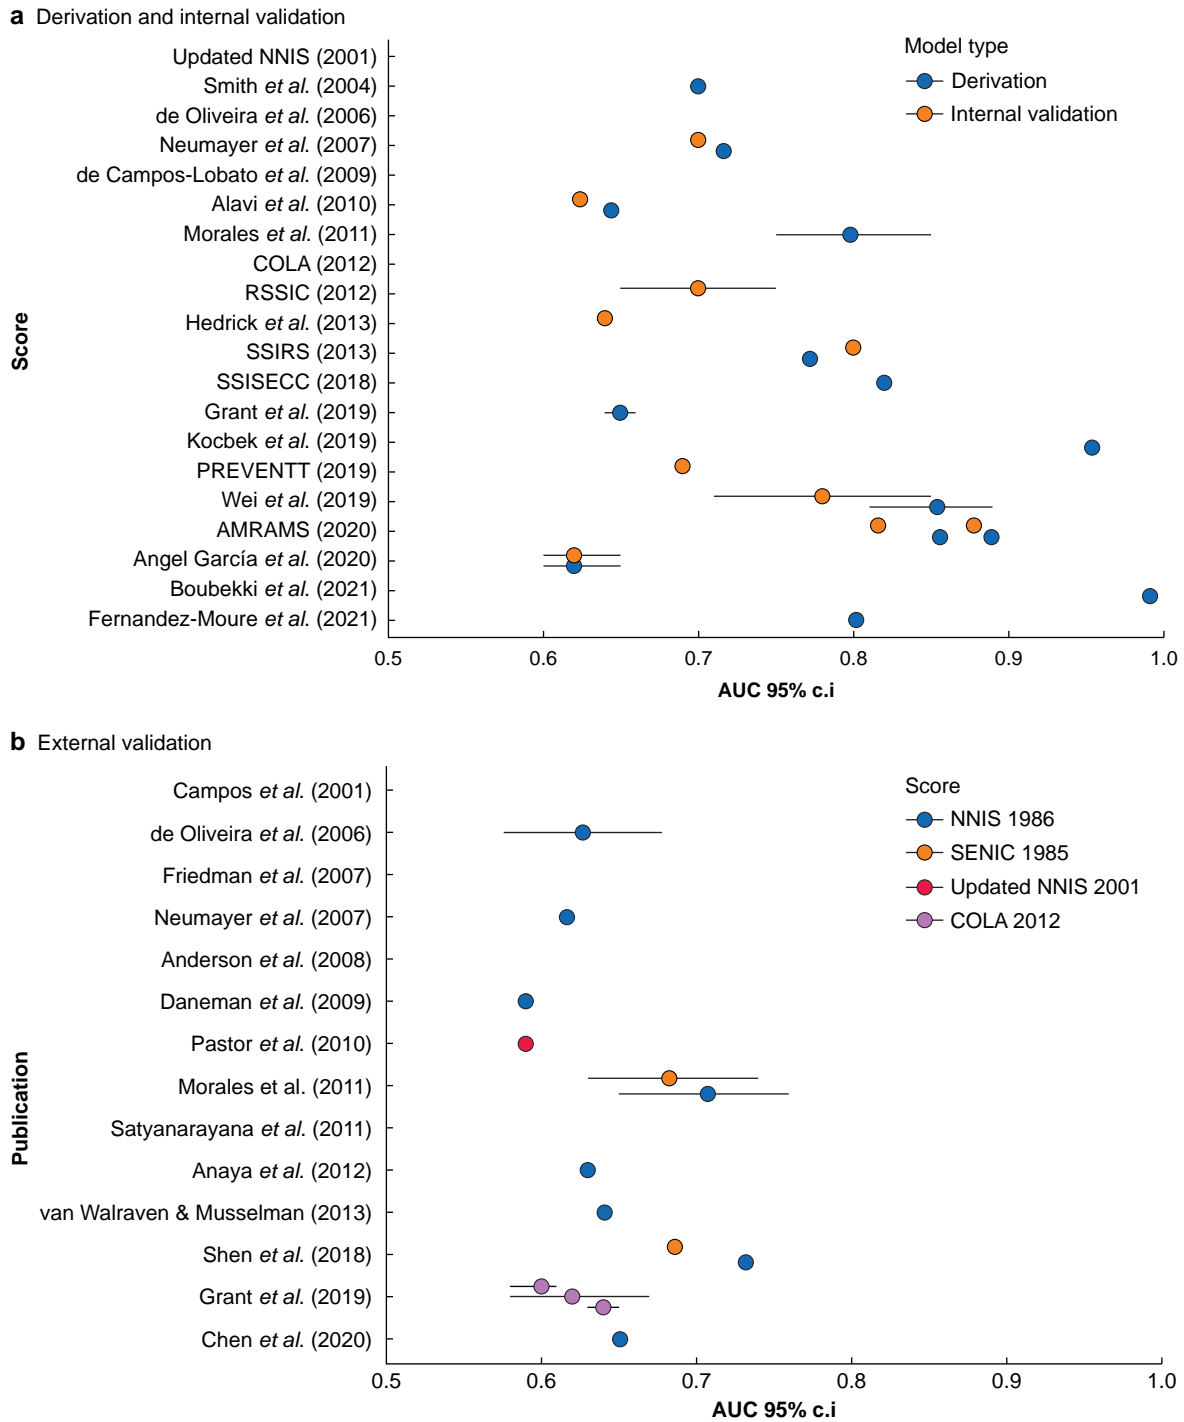 a Derivation and internal validation
Model type
Derivation
Internal validation
Score
Updated NNIS (2001)
Smith et al. (2004)
de Oliveira et al. (2006)
Neumayer et al. (2007)
de Campos-Lobato et al. (2009)
Alavi et al. (2010)
Morales et al. (2011)
COLA (2012)
RSSIC (2012)
Hedrick et al. (2013)
SSIRS (2013)
SSISECC (2018)
Grant et al. (2019)
Kocbek et al. (2019)
PREVENTT (2019)
Wei et al. (2019)
AMRAMS (2020)
Angel García et al. (2020)
Boubekki et al. (2021)
Fernandez-Moure et al. (2021)
0.5 0.6 0.7 0.8 0.9 1.0
AUC 95% c.i
b External validation
Score
NNIS 1986
SENIC 1985
Updated NNIS 2001
COLA 2012
Publication
Campos et al. (2001)
de Oliveira et al. (2006)
Friedman et al. (2007)
Neumayer et al. (2007)
Anderson et al. (2008)
Daneman et al. (2009)
Pastor et al. (2010)
Morales et al. (2011)
Satyanarayana et al. (2011)
Anaya et al. (2012)
van Walraven & Musselman (2013)
Shen et al. (2018)
Grant et al. (2019)
Chen et al. (2020)
0.5 0.6 0.7 0.8 0.9 1.0
AUC 95% c.i